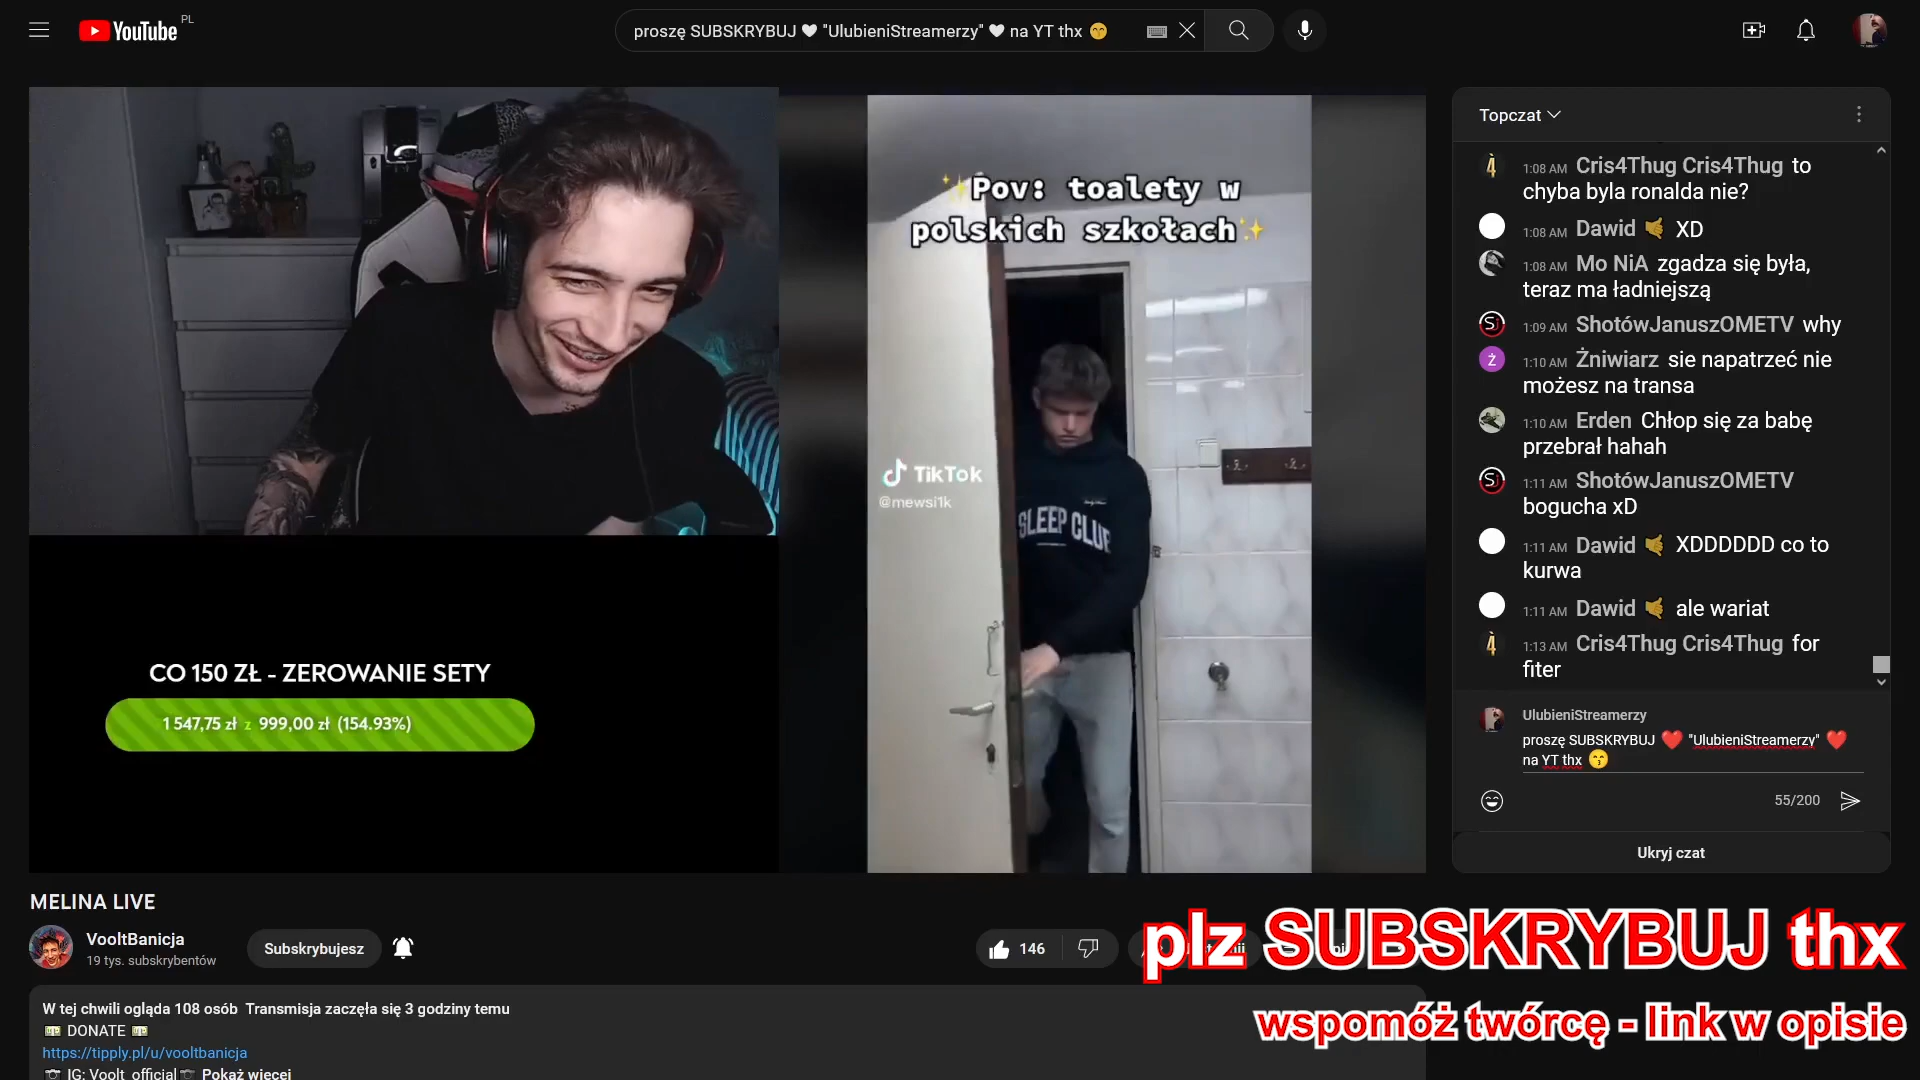 YouTube PL
proszę SUBSKRYBUJ 🤍 "UlubieniStreamerzy" 🤍 na YT thx 😙
✨Pov: toalety w
polskich szkołach✨
TikTok
@mewsi1k
SLEEP CLUB
CO 150 ZŁ - ZEROWANIE SETY
1 547,75 zł z 999,00 zł (154.93%)
Topczat
1:08 AM Cris4Thug Cris4Thug to
chyba byla ronalda nie?
1:08 AM Dawid 🤙 XD
1:08 AM Mo NiA zgadza się była,
teraz ma ładniejszą
1:09 AM ShotówJanuszOMETV why
1:10 AM Żniwiarz sie napatrzeć nie
możesz na transa
1:10 AM Erden Chłop się za babę
przebrał hahah
1:11 AM ShotówJanuszOMETV
bogucha xD
1:11 AM Dawid 🤙 XDDDDDD co to
kurwa
1:11 AM Dawid 🤙 ale wariat
1:13 AM Cris4Thug Cris4Thug for
fiter
UlubieniStreamerzy
proszę SUBSKRYBUJ ❤️ "UlubieniStreamerzy" ❤️
na YT thx 😙
55/200
Ukryj czat
MELINA LIVE
VooltBanicja
19 tys. subskrybentów
Subskrybujesz
146
plz SUBSKRYBUJ thx
wspomóż twórcę - link w opisie
W tej chwili ogląda 108 osób Transmisja zaczęła się 3 godziny temu
💵 DONATE 💵
https://tipply.pl/u/vooltbanicja
📷 IG: Voolt_official 📷 Pokaż więcej